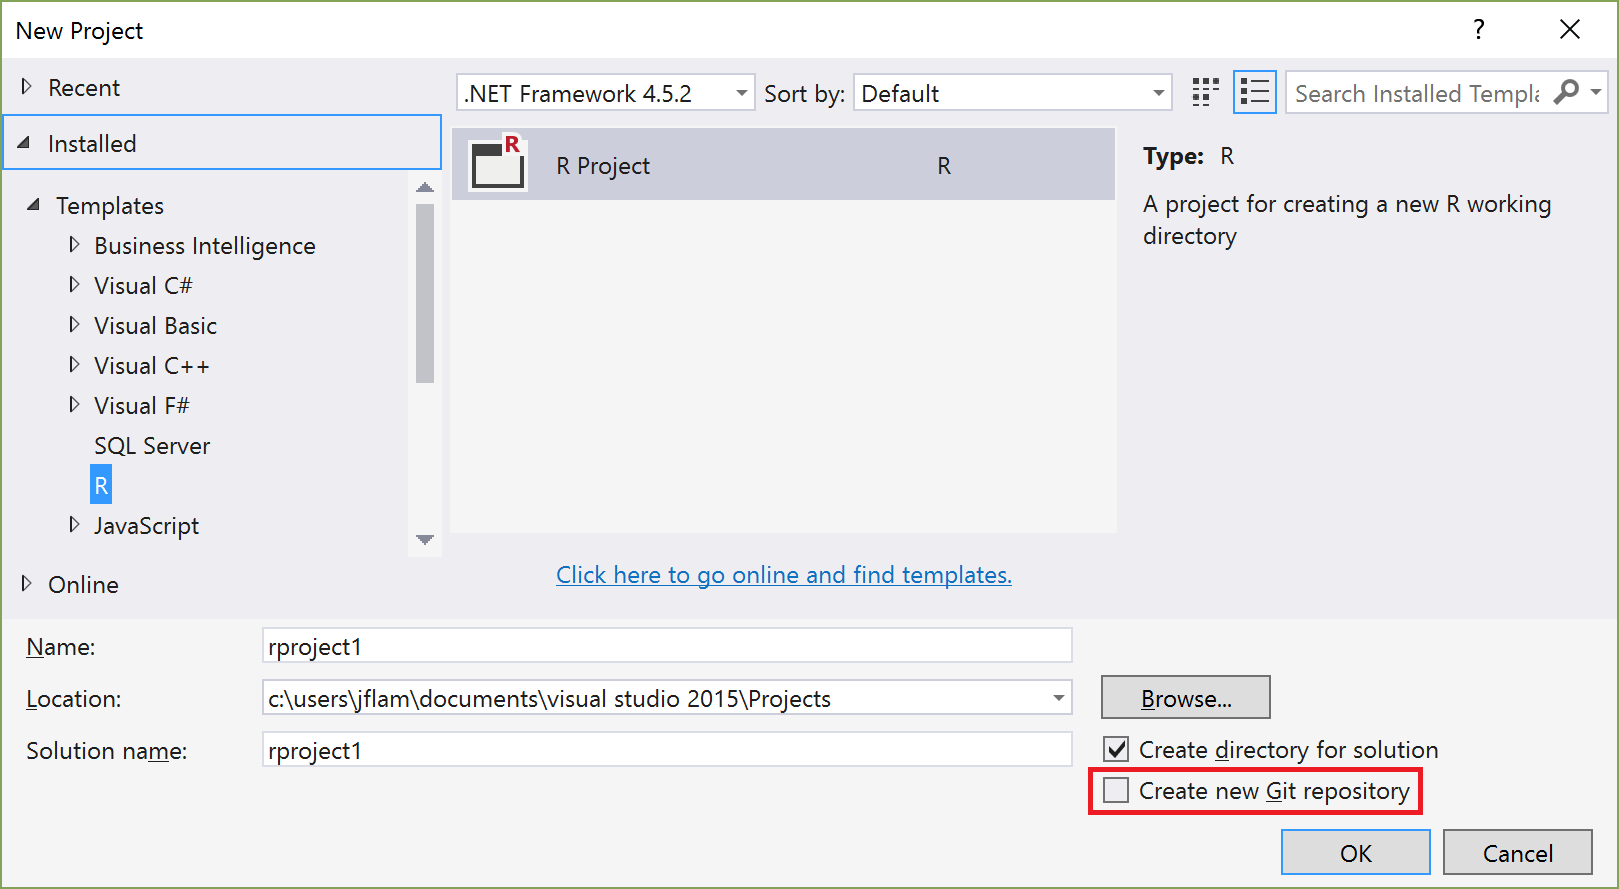 New Project
?
Recent
.NET Framework 4.5.2
Sort by:
Default
Search Installed Templa
Installed
Templates
Business Intelligence
Visual C#
Visual Basic
Visual C++
Visual F#
SQL Server
R
JavaScript
Online
R
R Project
R
Type: R
A project for creating a new R working
directory
Click here to go online and find templates.
Name:
rproject1
Location:
c:\users\jflam\documents\visual studio 2015\Projects
Browse...
Solution name:
rproject1
Create directory for solution
Create new Git repository
OK
Cancel